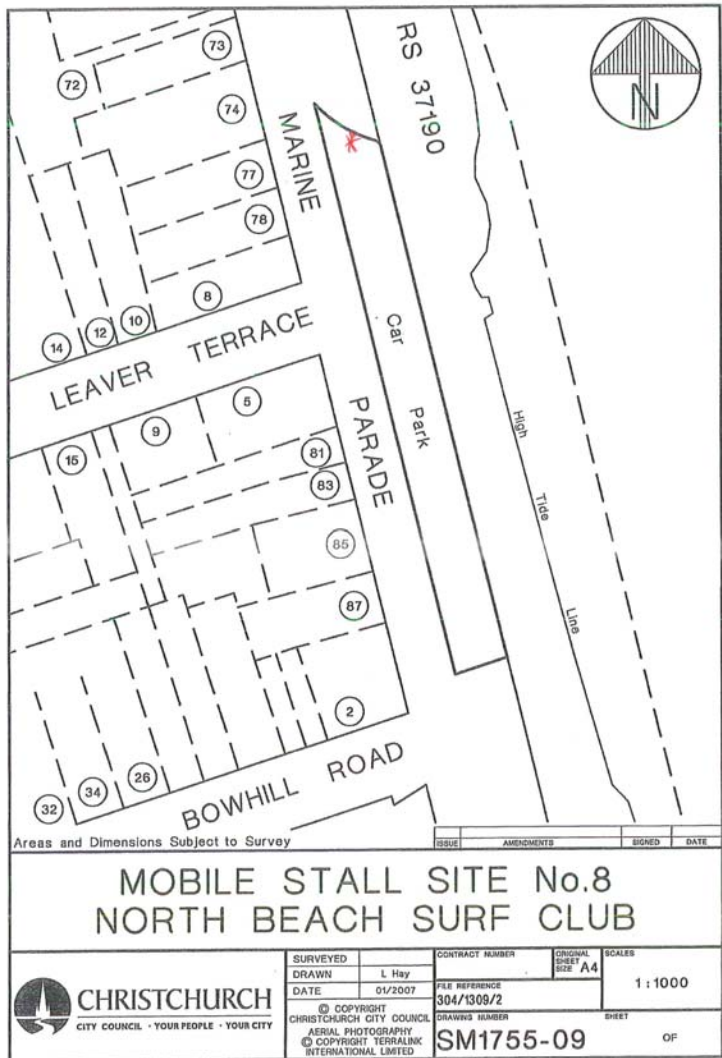 73
72
74
77
78
8
10
12
14
MARINE
RS 37190
N
LEAVER TERRACE
Car
Park
PARADE
High
Tide
Line
5
9
15
81
83
85
87
2
26
34
32
BOWHILL ROAD
Areas and Dimensions Subject to Survey
ISSUE AMENDMENTS SIGNED DATE
MOBILE STALL SITE No.8
NORTH BEACH SURF CLUB
CHRISTCHURCH
CITY COUNCIL · YOUR PEOPLE · YOUR CITY
SURVEYED
DRAWN L Hay
DATE 01/2007
© COPYRIGHT
CHRISTCHURCH CITY COUNCIL
AERIAL PHOTOGRAPHY
© COPYRIGHT TERRALINK
INTERNATIONAL LIMITED
CONTRACT NUMBER
ORIGINAL
SHEET
SIZE A4
SCALES
1:1000
FILE REFERENCE
304/1309/2
DRAWING NUMBER
SM1755-09
SHEET
OF